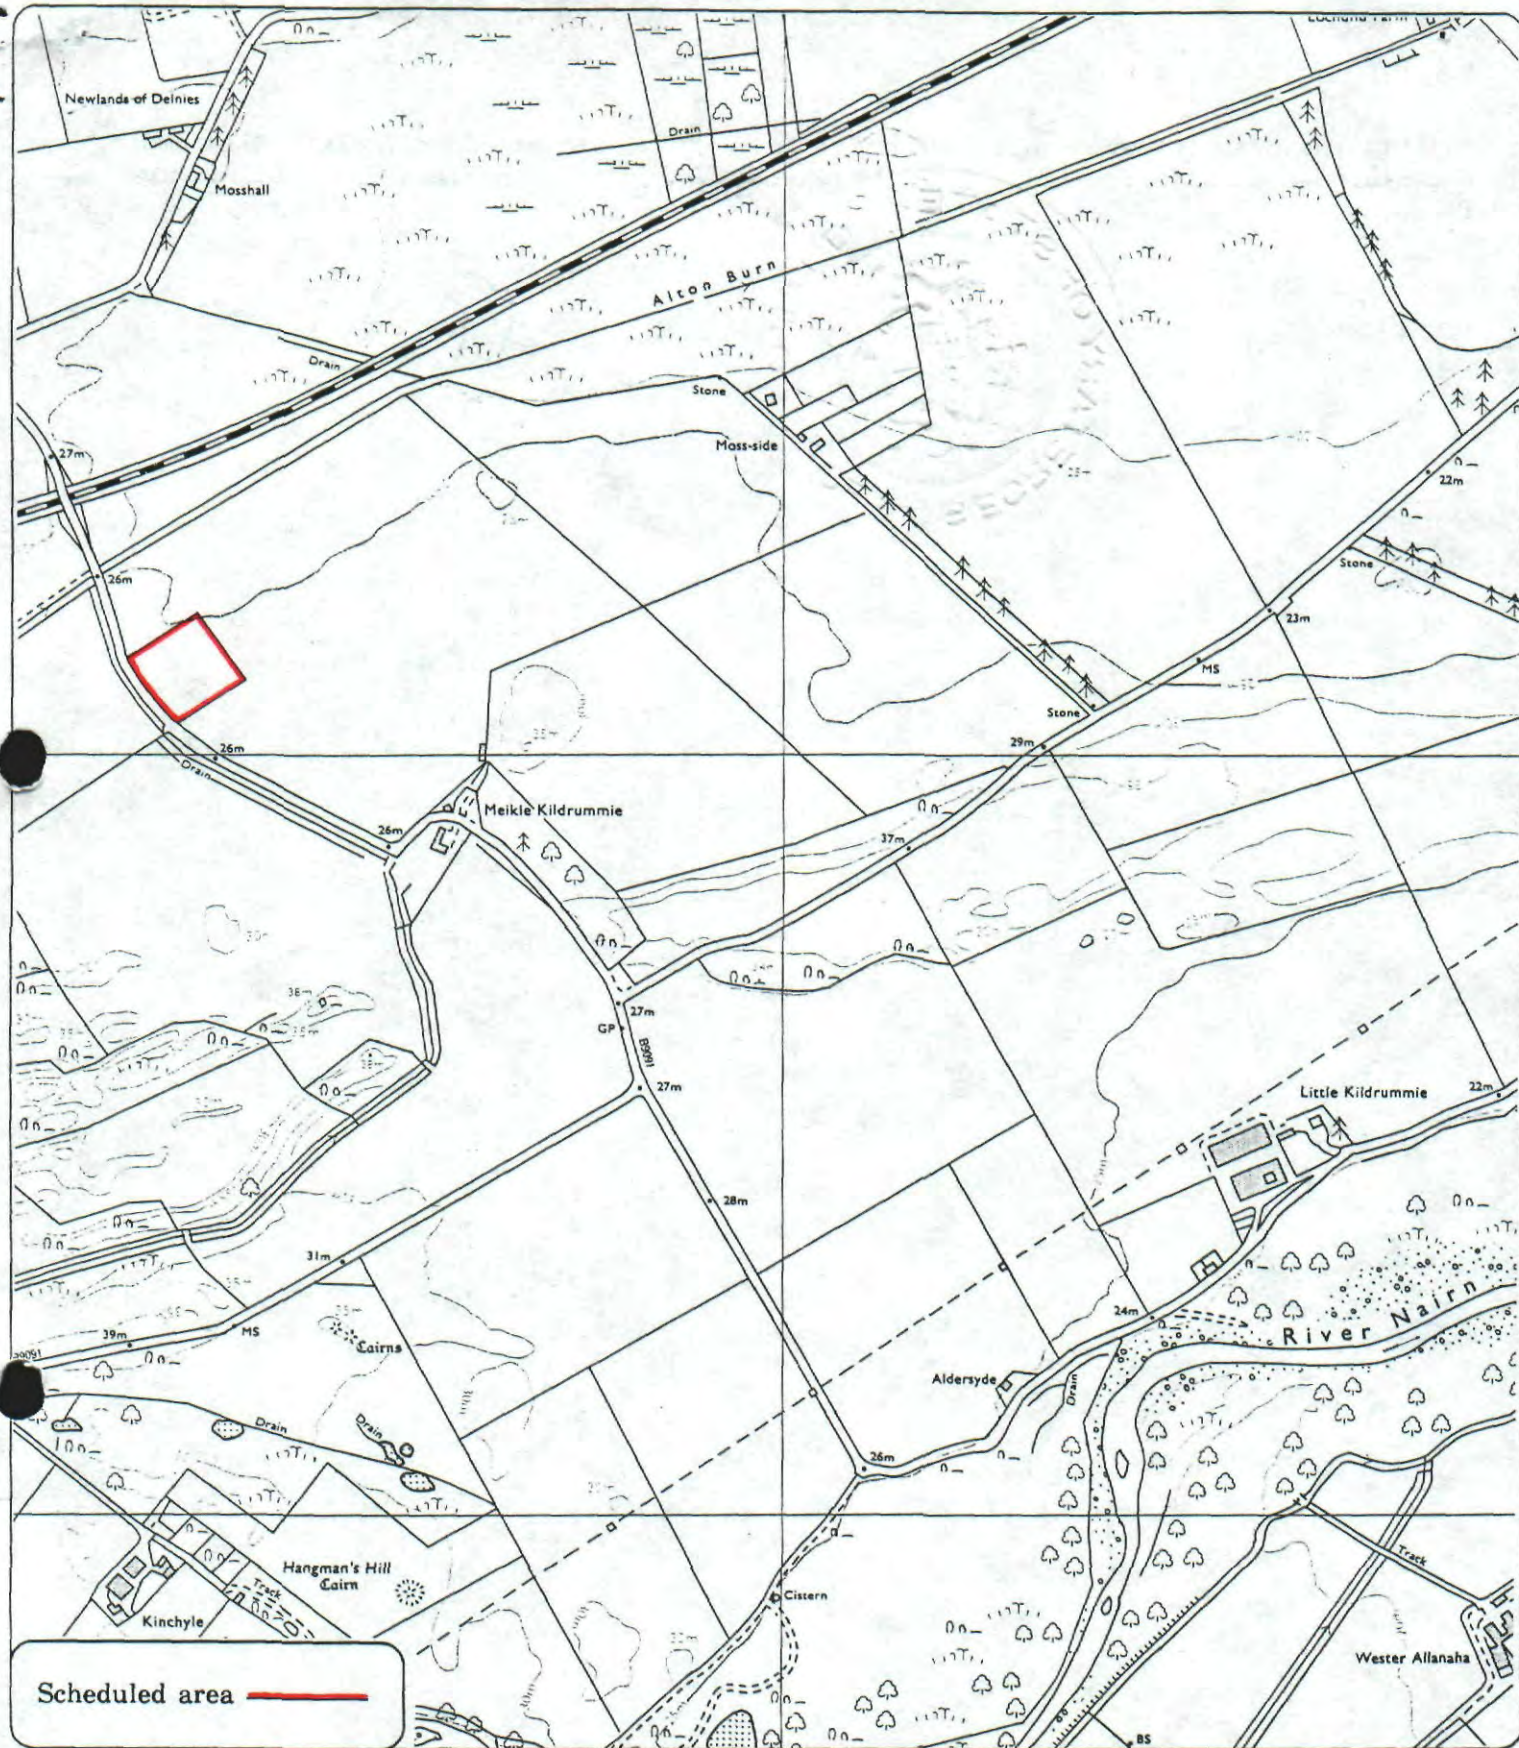 Newlands of Delnies
Drain
Mosshall
Alton Burn
Drain
Stone
Moss-side
27m
22m
Stone
26m
23m
MS
Stone
29m
26m
Drain
Meikle Kildrummie
26m
37m
27m
GP
B9091
27m
Little Kildrummie
22m
28m
31m
24m
River Nairn
39m
MS
Cairns
B9091
Aldersyde
Drain
Drain
Drain
26m
Hangman's Hill
Cairn
Track
Track
Cistern
Kinchyle
Wester Allanaha
Scheduled area
BS